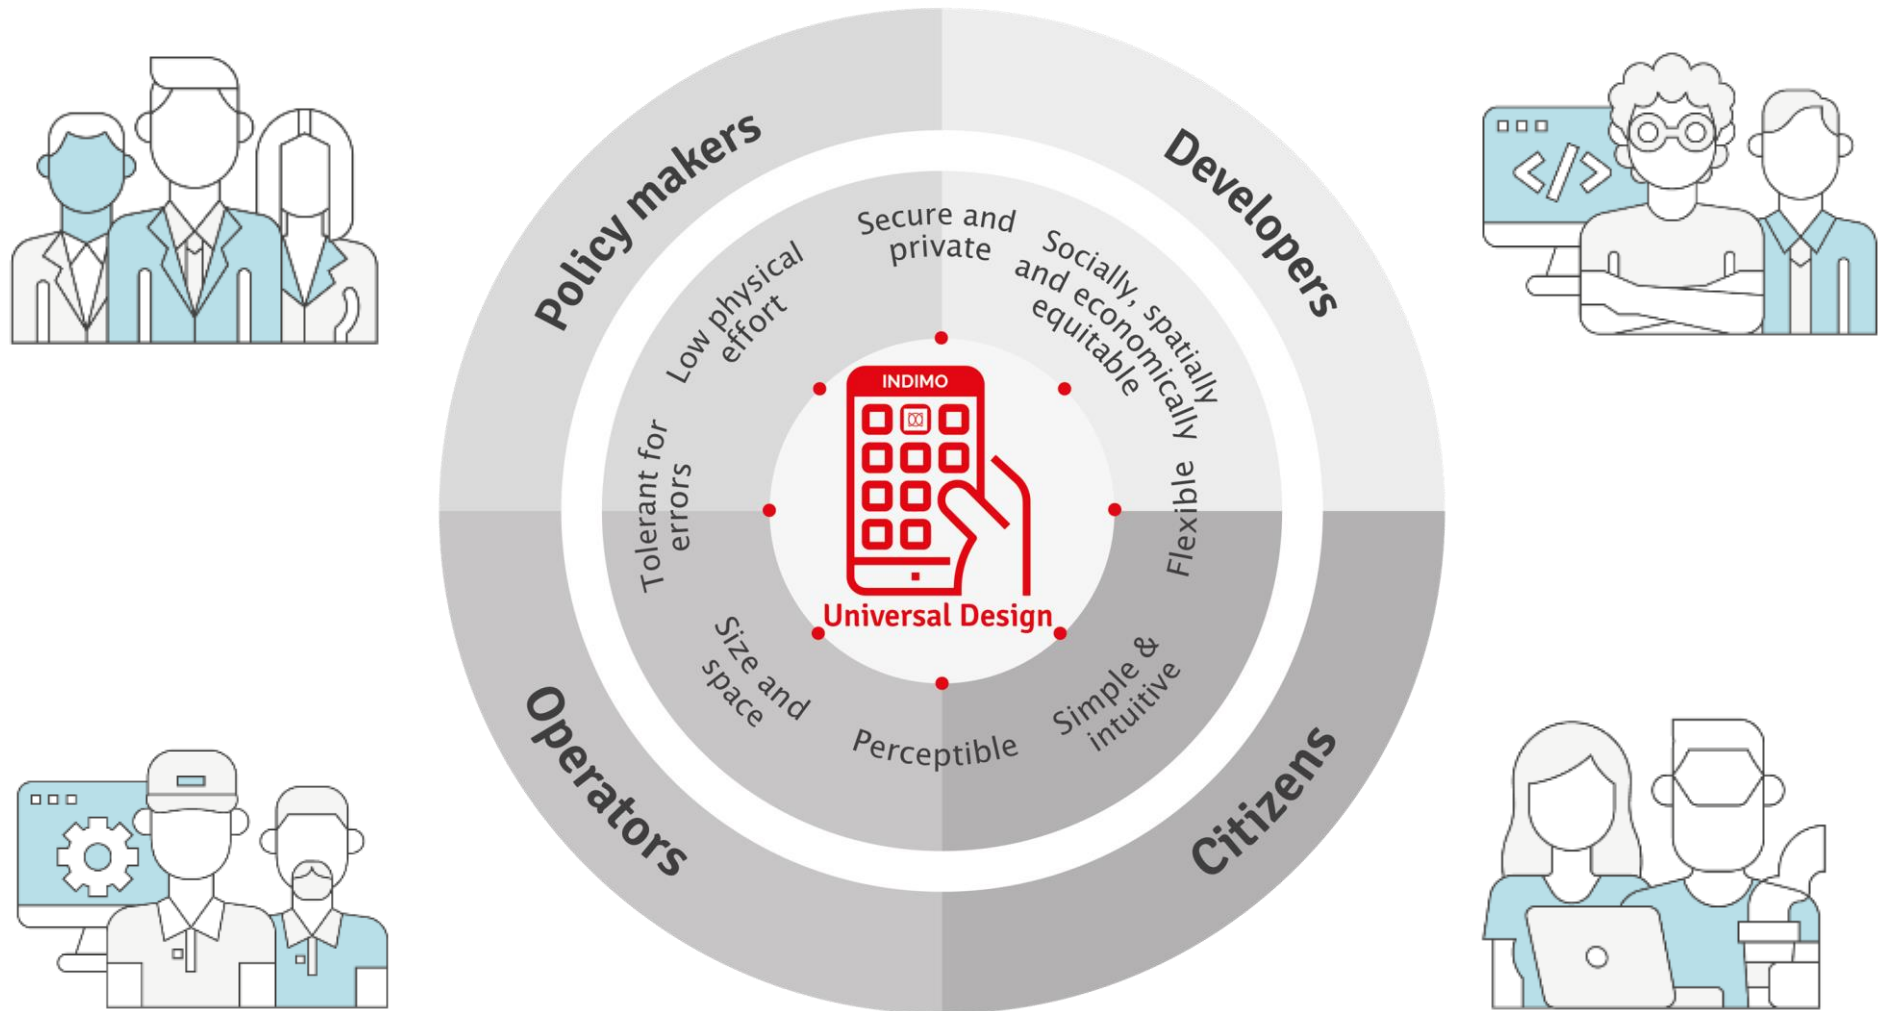 Policy makers
Developers
Secure and
private
Socially, spatially
and economically
equitable
Low physical
effort
INDIMO
Tolerant for
errors
Flexible
</>
Universal Design
Size and
space
Simple &
intuitive
Perceptible
Operators
Citizens